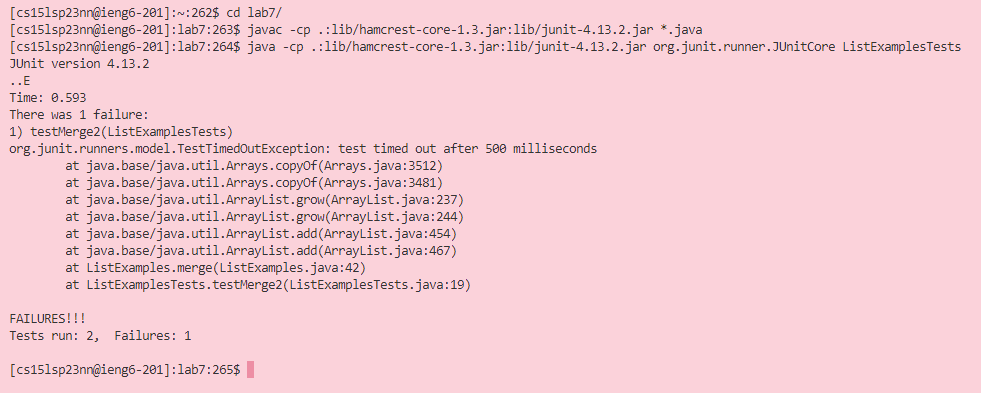 [cs15lsp23nn@ieng6-201]:~:262$ cd lab7/
[cs15lsp23nn@ieng6-201]:lab7:263$ javac -cp .:lib/hamcrest-core-1.3.jar:lib/junit-4.13.2.jar *.java
[cs15lsp23nn@ieng6-201]:lab7:264$ java -cp .:lib/hamcrest-core-1.3.jar:lib/junit-4.13.2.jar org.junit.runner.JUnitCore ListExamplesTests
JUnit version 4.13.2
..E
Time: 0.593
There was 1 failure:
1) testMerge2(ListExamplesTests)
org.junit.runners.model.TestTimedOutException: test timed out after 500 milliseconds
        at java.base/java.util.Arrays.copyOf(Arrays.java:3512)
        at java.base/java.util.Arrays.copyOf(Arrays.java:3481)
        at java.base/java.util.ArrayList.grow(ArrayList.java:237)
        at java.base/java.util.ArrayList.grow(ArrayList.java:244)
        at java.base/java.util.ArrayList.add(ArrayList.java:454)
        at java.base/java.util.ArrayList.add(ArrayList.java:467)
        at ListExamples.merge(ListExamples.java:42)
        at ListExamplesTests.testMerge2(ListExamplesTests.java:19)
FAILURES!!!
Tests run: 2,  Failures: 1
[cs15lsp23nn@ieng6-201]:lab7:265$